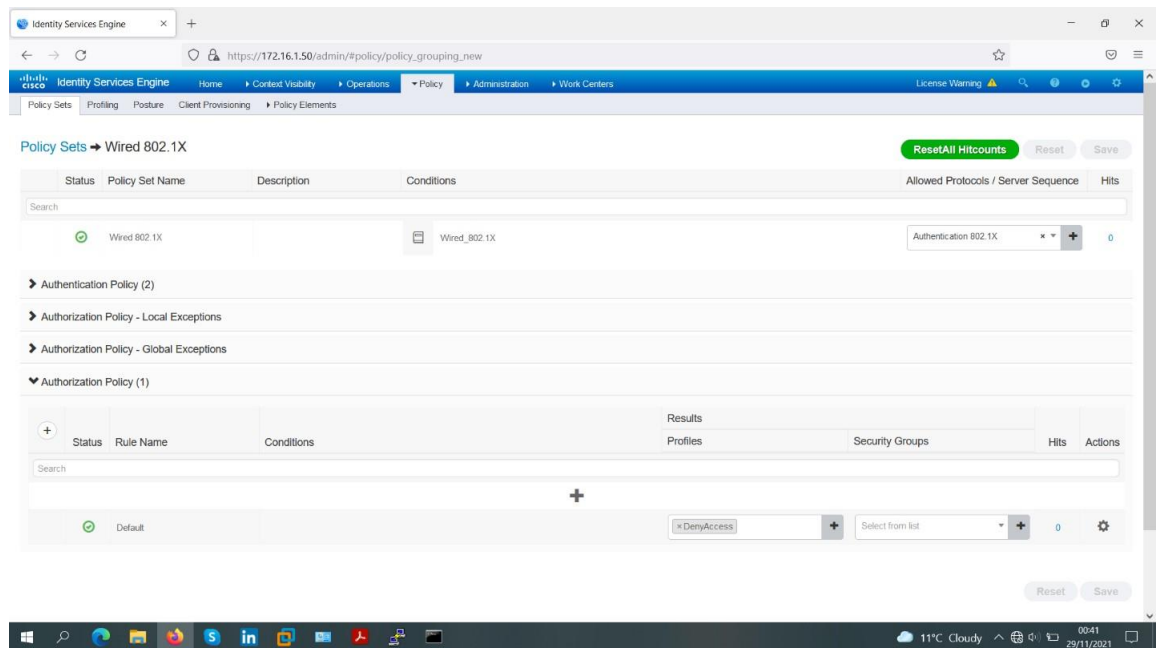 Identity Services Engine
https://172.16.1.50/admin/#policy/policy_grouping_new
cisco Identity Services Engine Home Context Visibility Operations Policy Administration Work Centers License Warning
Policy Sets Profiling Posture Client Provisioning Policy Elements
Policy Sets → Wired 802.1X ResetAll Hitcounts Reset Save
Status Policy Set Name Description Conditions Allowed Protocols / Server Sequence Hits
Search
Wired 802.1X Wired_802.1X Authentication 802.1X × + 0
Authentication Policy (2)
Authorization Policy - Local Exceptions
Authorization Policy - Global Exceptions
Authorization Policy (1)
Results
+ Status Rule Name Conditions Profiles Security Groups Hits Actions
Search
+
Default × DenyAccess + Select from list + 0
Reset Save
11°C Cloudy 00:41
29/11/2021